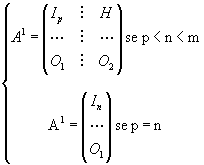 A¹ = ( I_p ⋮ H
⋯ ⋮ ⋯
O₁ ⋮ O₂ ) se p < n < m
A¹ = ( I_n
⋯
O₁ ) se p = n